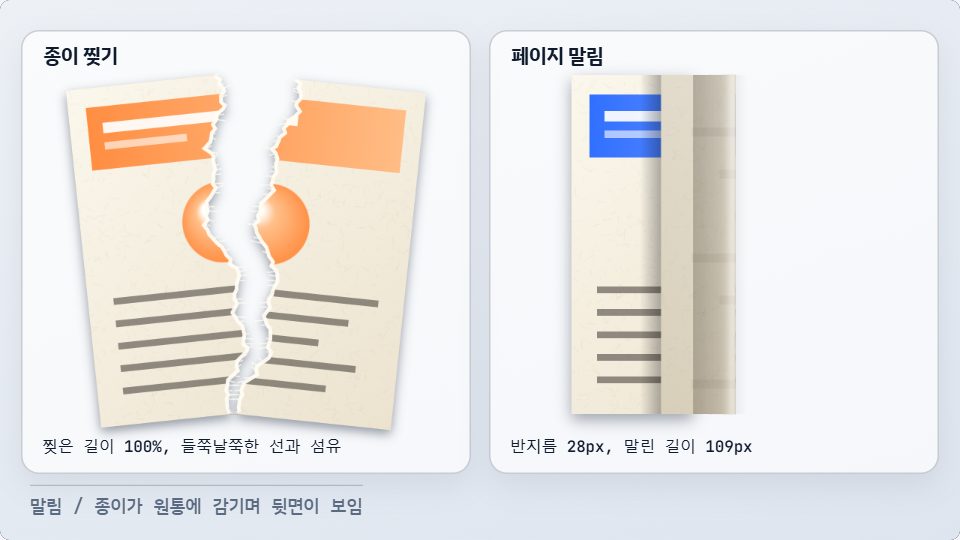 종이 찢기
페이지 말림
찢은 길이 100%, 들쭉날쭉한 선과 섬유
반지름 28px, 말린 길이 109px
말림 / 종이가 원통에 감기며 뒷면이 보임